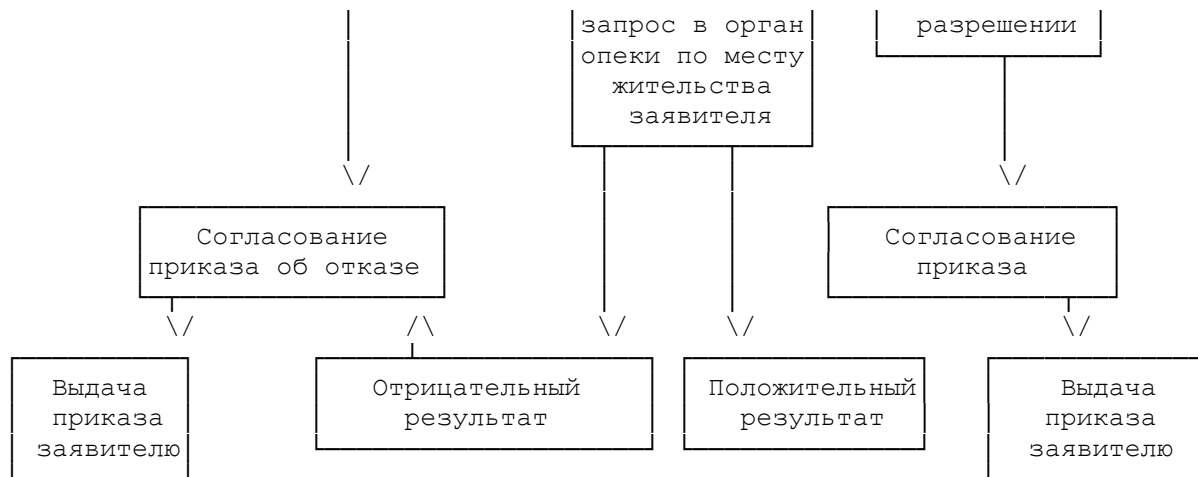 запрос в орган
опеки по месту
жительства
заявителя
разрешении
Согласование
приказа об отказе
Согласование
приказа
Выдача
приказа
заявителю
Отрицательный
результат
Положительный
результат
Выдача
приказа
заявителю